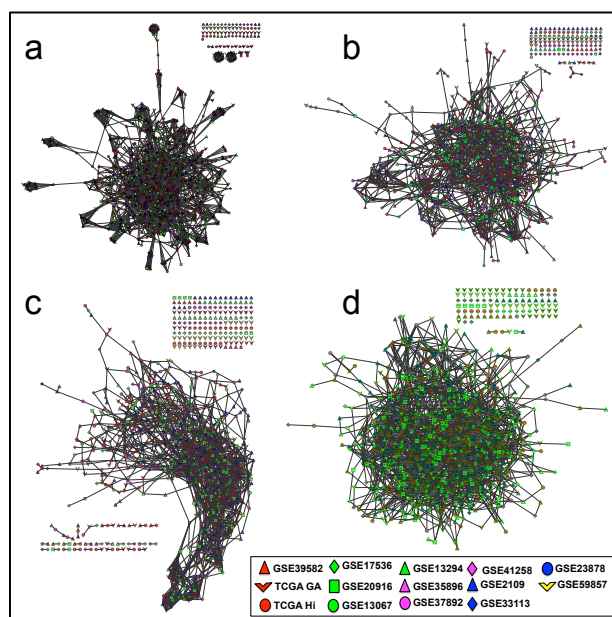 a
b
c
d
GSE39582 GSE17536 GSE13294 GSE41258 GSE23878
TCGA GA GSE20916 GSE35896 GSE2109 GSE59857
TCGA Hi GSE13067 GSE37892 GSE33113